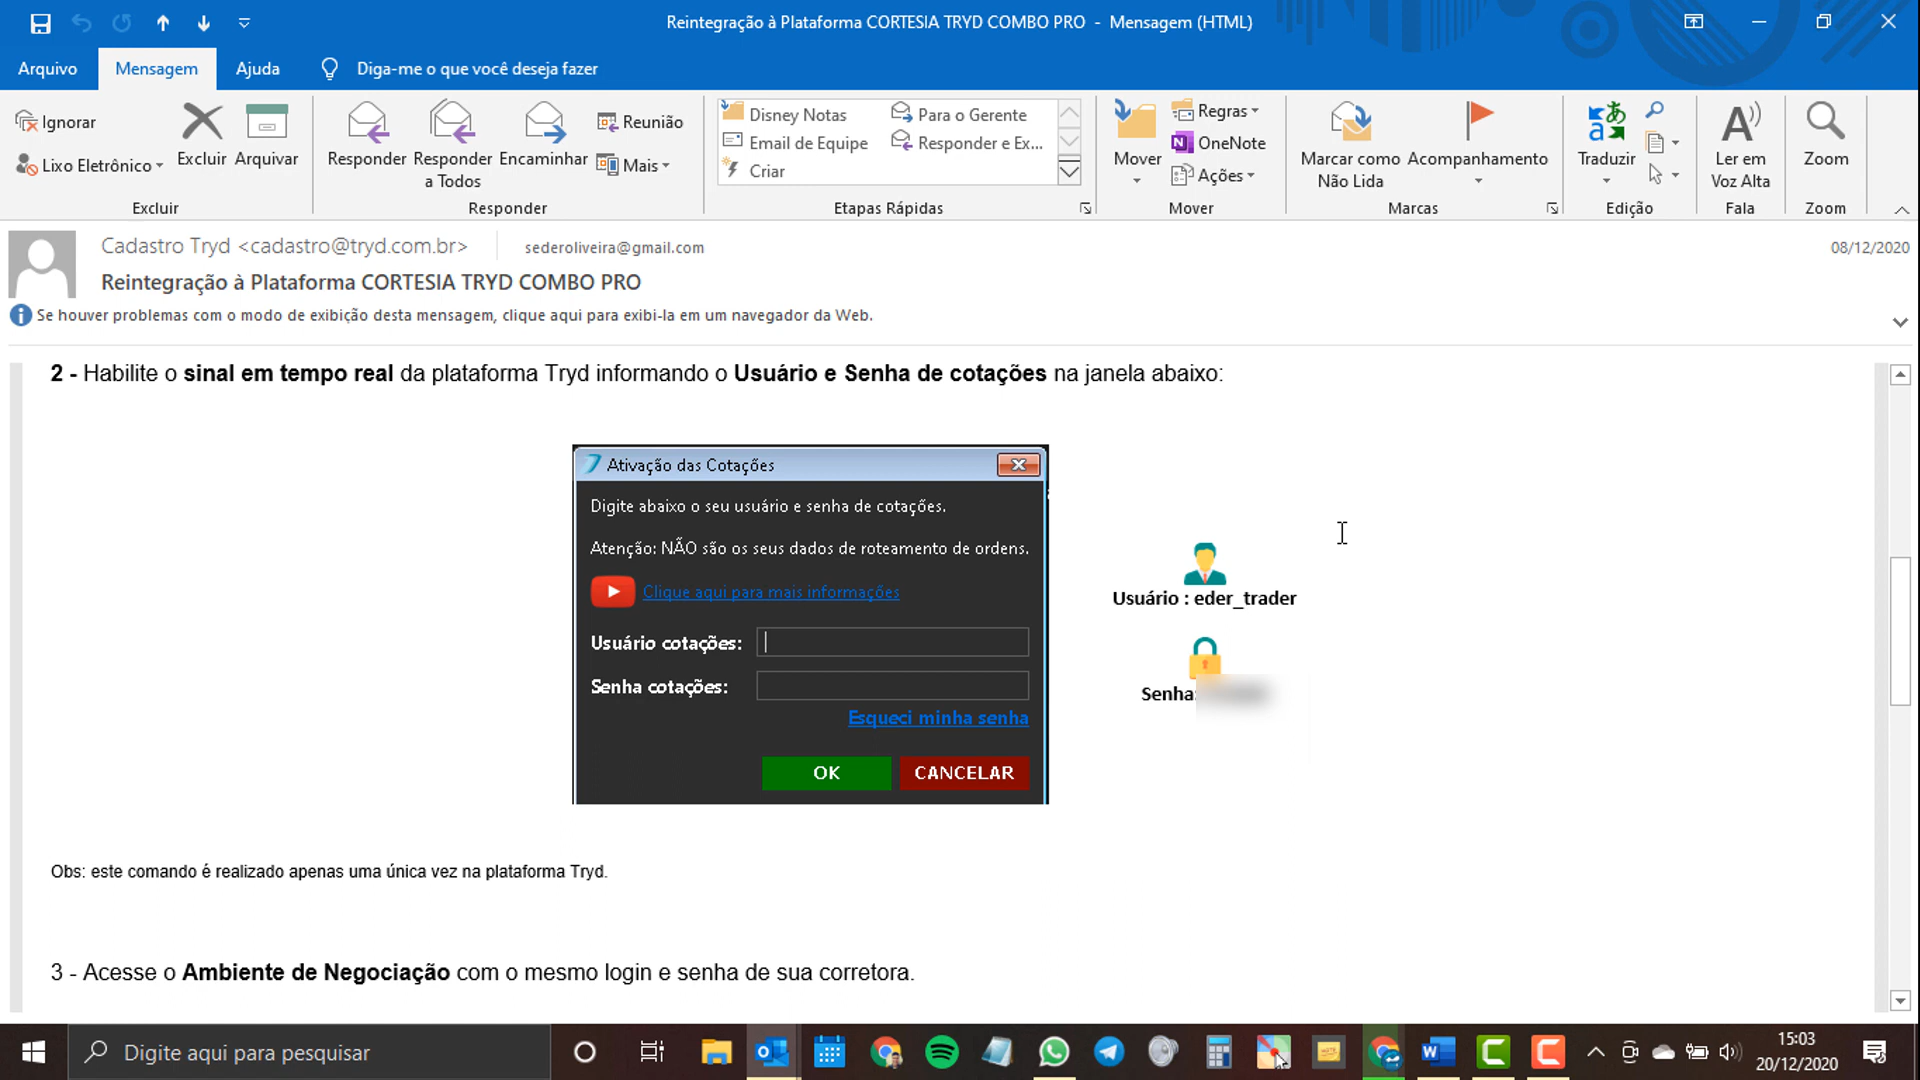 Reintegração à Plataforma CORTESIA TRYD COMBO PRO - Mensagem (HTML)
Arquivo Mensagem Ajuda Diga-me o que você deseja fazer
Ignorar
Lixo Eletrônico
Excluir
Arquivar
Excluir
Responder
Responder a Todos
Encaminhar
Reunião
Mais
Responder
Disney Notas
Email de Equipe
Criar
Para o Gerente
Responder e Ex...
Etapas Rápidas
Mover
Regras
OneNote
Ações
Mover
Marcar como Não Lida
Acompanhamento
Marcas
Traduzir
Edição
Ler em Voz Alta
Fala
Zoom
Zoom
Cadastro Tryd <cadastro@tryd.com.br> sederoliveira@gmail.com 08/12/2020
Reintegração à Plataforma CORTESIA TRYD COMBO PRO
Se houver problemas com o modo de exibição desta mensagem, clique aqui para exibi-la em um navegador da Web.
2 - Habilite o sinal em tempo real da plataforma Tryd informando o Usuário e Senha de cotações na janela abaixo:
Ativação das Cotações
Digite abaixo o seu usuário e senha de cotações.
Atenção: NÃO são os seus dados de roteamento de ordens.
Clique aqui para mais informações
Usuário cotações:
Senha cotações:
Esqueci minha senha
OK CANCELAR
Usuário : eder_trader
Senha:
Obs: este comando é realizado apenas uma única vez na plataforma Tryd.
3 - Acesse o Ambiente de Negociação com o mesmo login e senha de sua corretora.
Digite aqui para pesquisar
15:03
20/12/2020